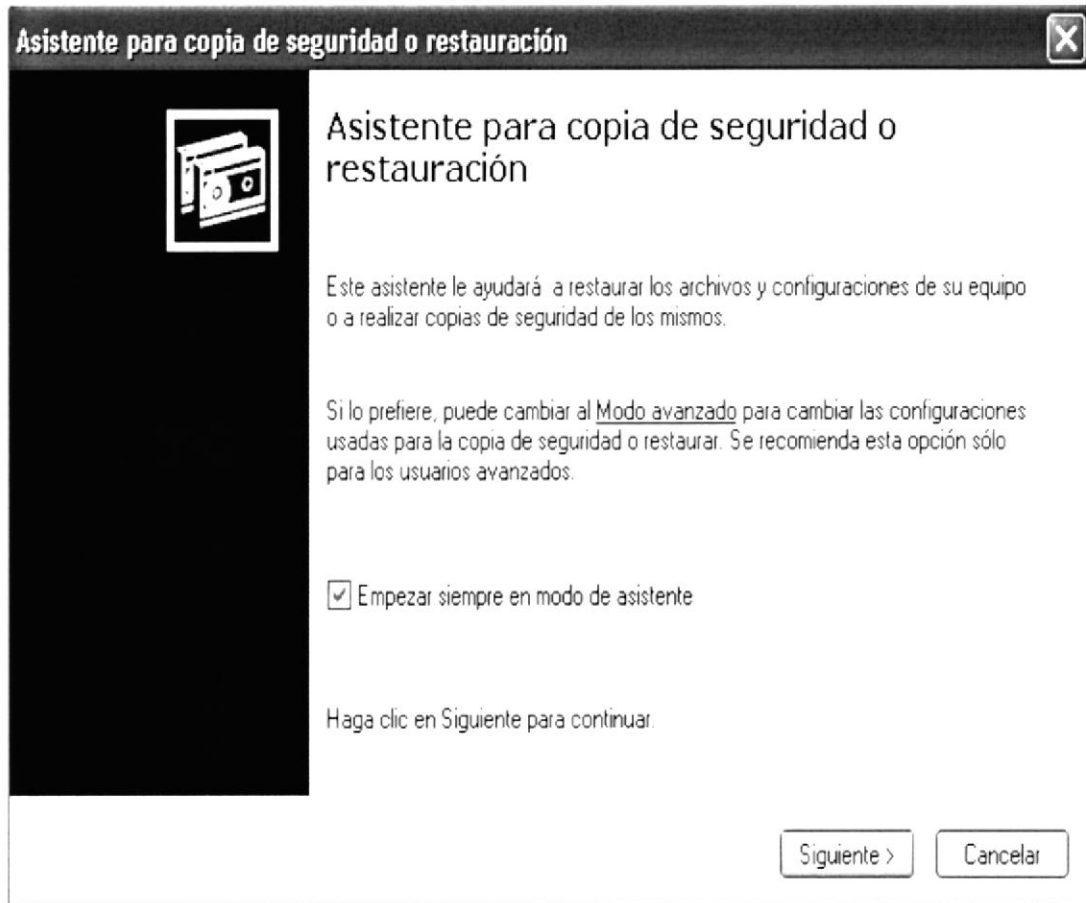 Asistente para copia de seguridad o restauración
Asistente para copia de seguridad o
restauración
Este asistente le ayudará a restaurar los archivos y configuraciones de su equipo
o a realizar copias de seguridad de los mismos.
Si lo prefiere, puede cambiar al Modo avanzado para cambiar las configuraciones
usadas para la copia de seguridad o restaurar. Se recomienda esta opción sólo
para los usuarios avanzados.
Empezar siempre en modo de asistente
Haga clic en Siguiente para continuar.
Siguiente >
Cancelar